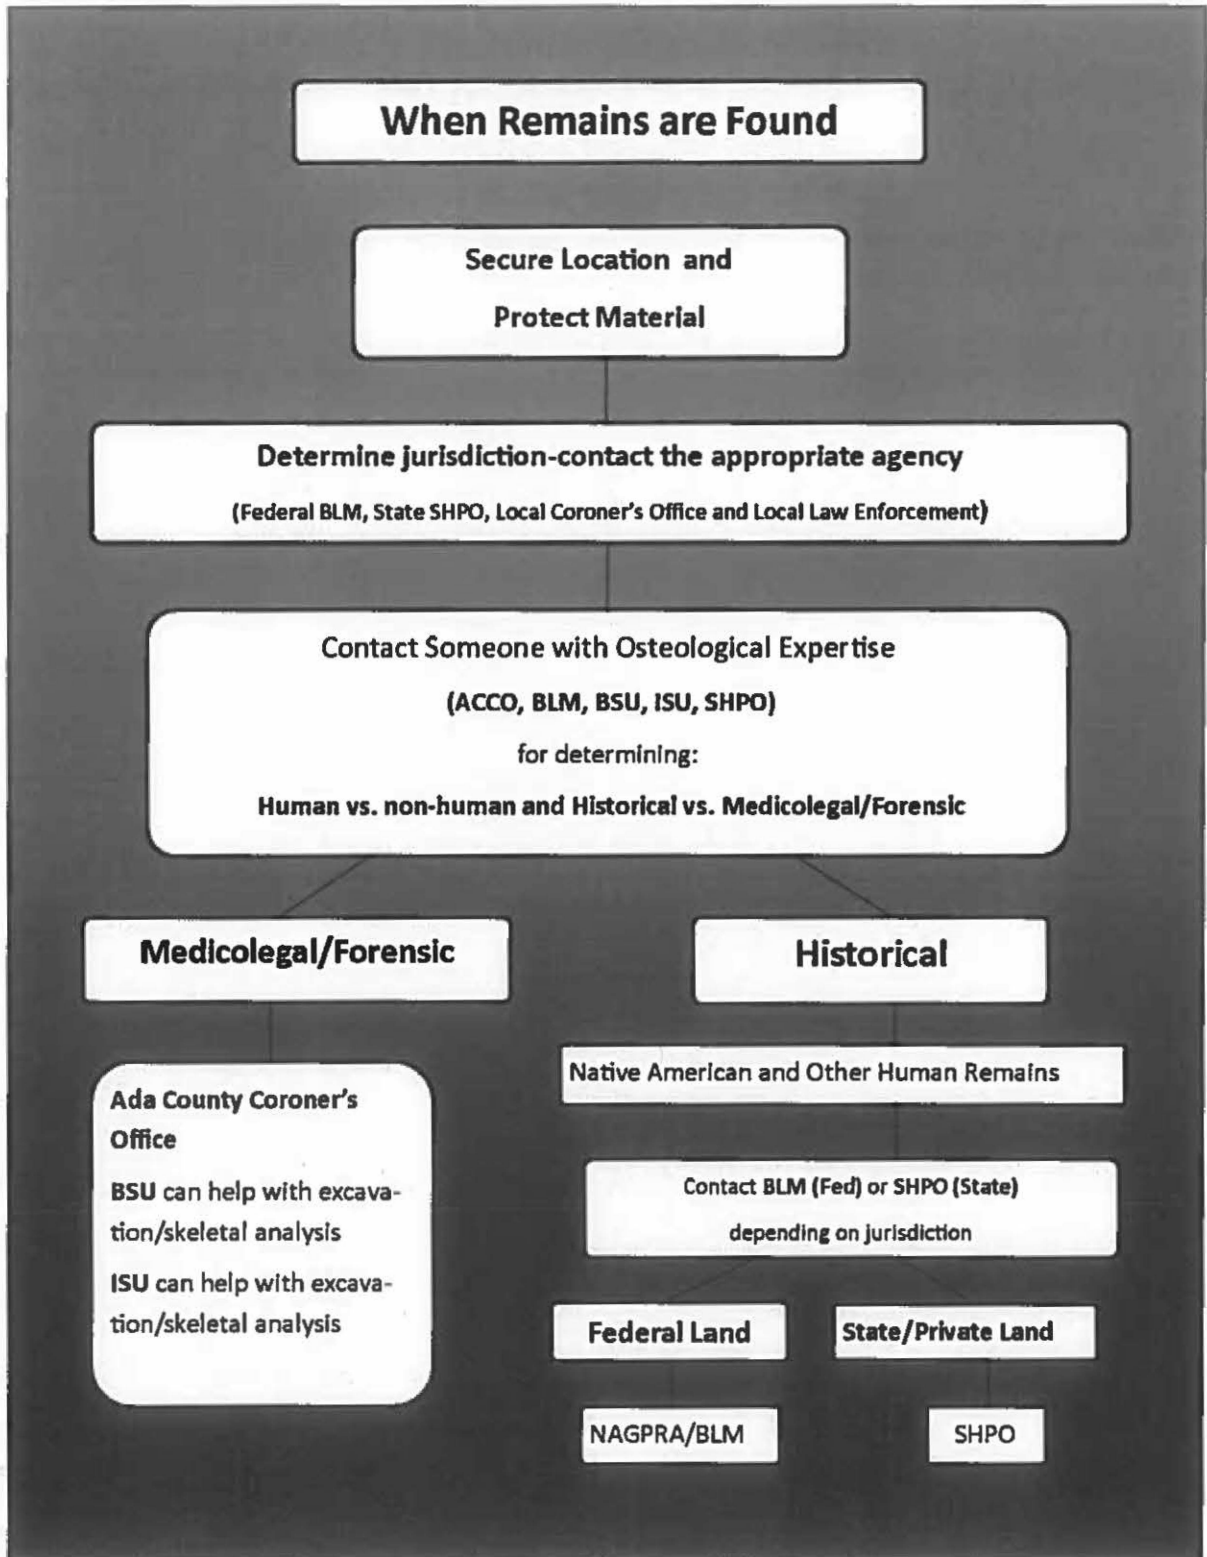 When Remains are Found
Secure Location and
Protect Material
Determine jurisdiction-contact the appropriate agency
(Federal BLM, State SHPO, Local Coroner's Office and Local Law Enforcement)
Contact Someone with Osteological Expertise
(ACCO, BLM, BSU, ISU, SHPO)
for determining:
Human vs. non-human and Historical vs. Medicolegal/Forensic
Medicolegal/Forensic
Ada County Coroner's
Office
BSU can help with excava-
tion/skeletal analysis
ISU can help with excava-
tion/skeletal analysis
Historical
Native American and Other Human Remains
Contact BLM (Fed) or SHPO (State)
depending on jurisdiction
Federal Land
NAGPRA/BLM
State/Private Land
SHPO